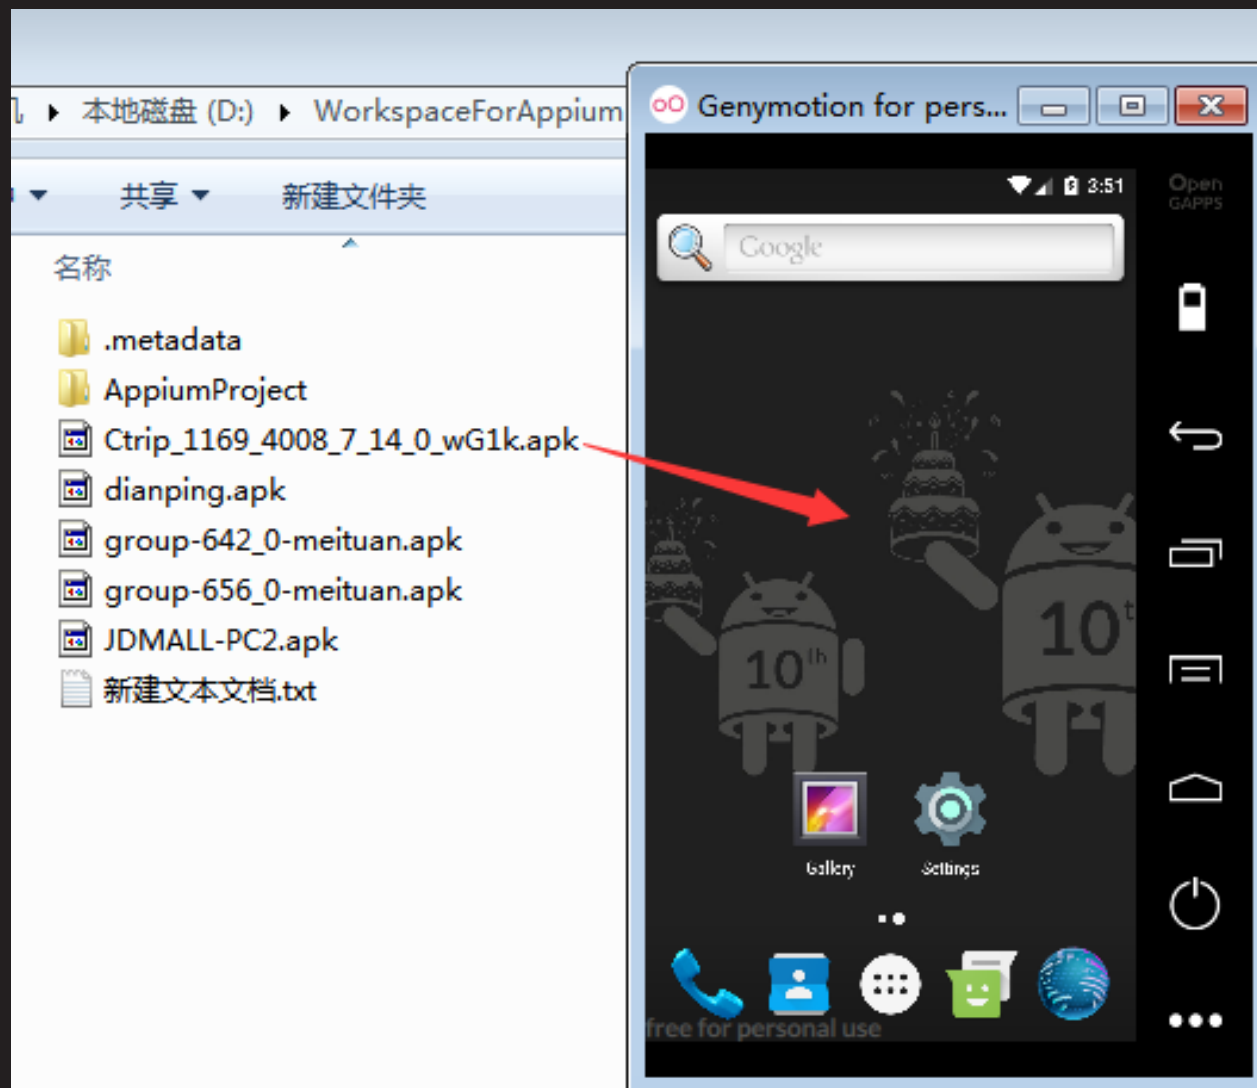 本地磁盘 (D:) WorkspaceForAppium
共享 新建文件夹
名称
.metadata
AppiumProject
Ctrip_1169_4008_7_14_0_wG1k.apk
dianping.apk
group-642_0-meituan.apk
group-656_0-meituan.apk
JDMALL-PC2.apk
新建文本文档.txt
Genymotion for pers...
3:51
Open
GAPPS
Google
10th
10t
Gallery
Settings
free for personal use